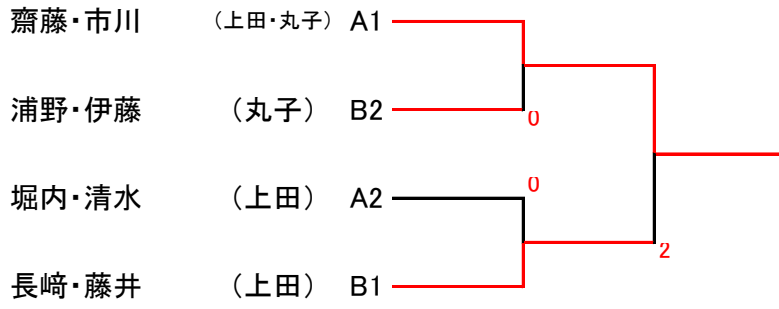 齋藤・市川 （上田・丸子） A1
浦野・伊藤 （丸子） B2
0
0
堀内・清水 （上田） A2
2
長﨑・藤井 （上田） B1